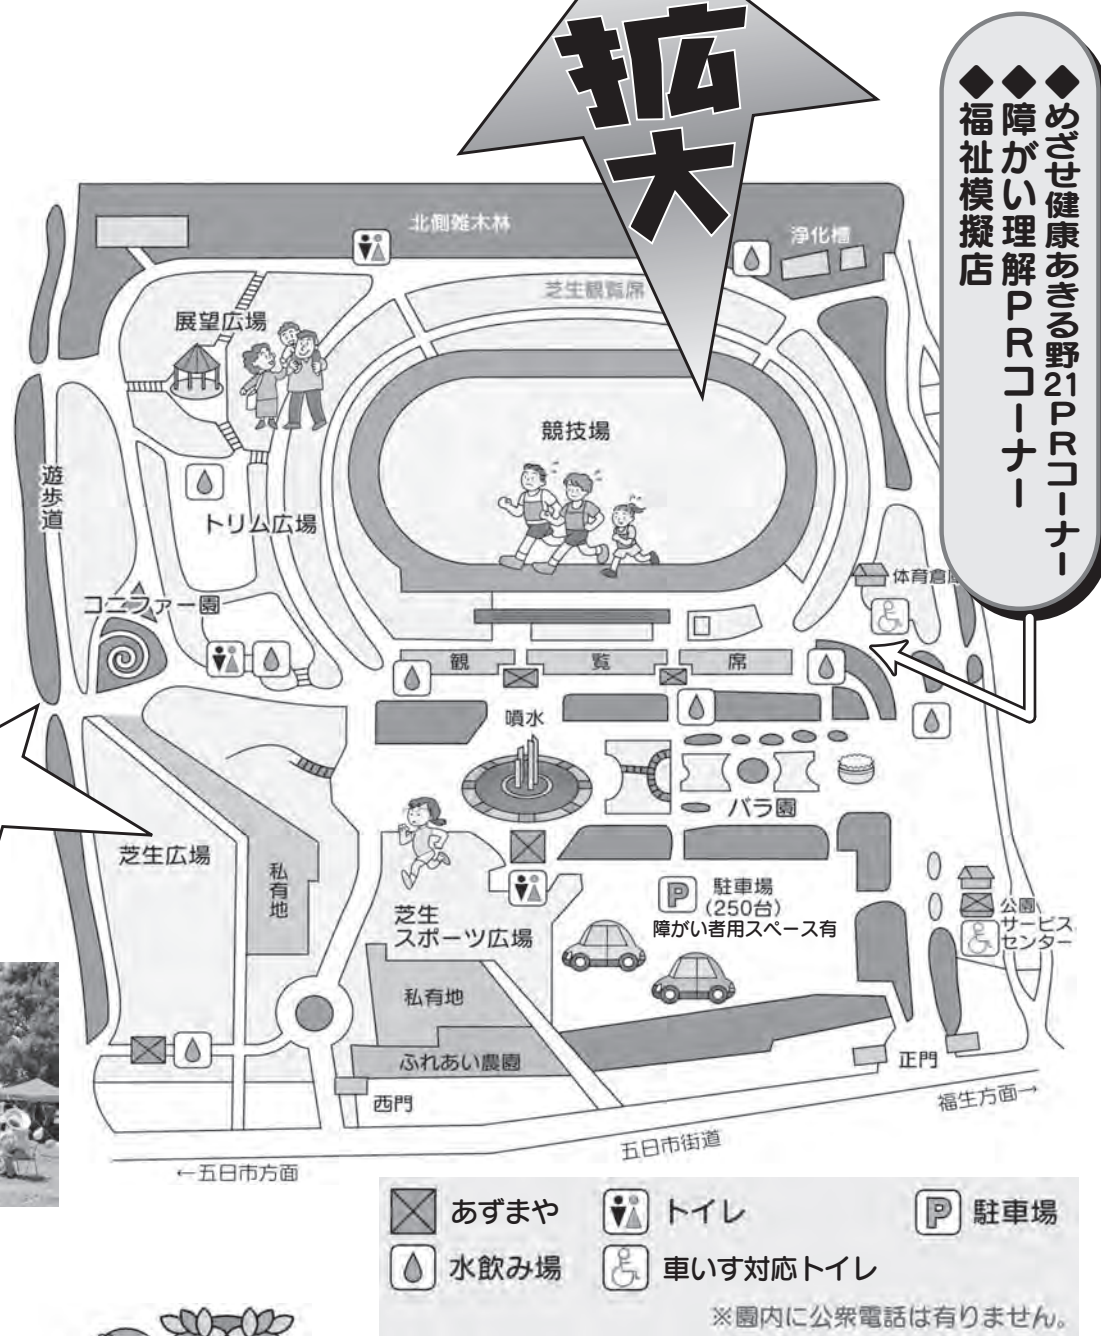 拡大
◆めざせ健康あきる野21PRコーナー
◆障がい理解PRコーナー
◆福祉模擬店
北側雑木林
浄化槽
芝生観覧席
展望広場
競技場
遊歩道
トリム広場
体育倉庫
コニファー園
観覧席
噴水
バラ園
芝生広場
私有地
芝生
スポーツ広場
P
駐車場
(250台)
障がい者用スペース有
公園
サービス
センター
私有地
ふれあい農園
正門
西門
福生方面→
五日市街道
←五日市方面
あずまや
トイレ
P 駐車場
水飲み場
車いす対応トイレ
※園内に公衆電話は有りません。